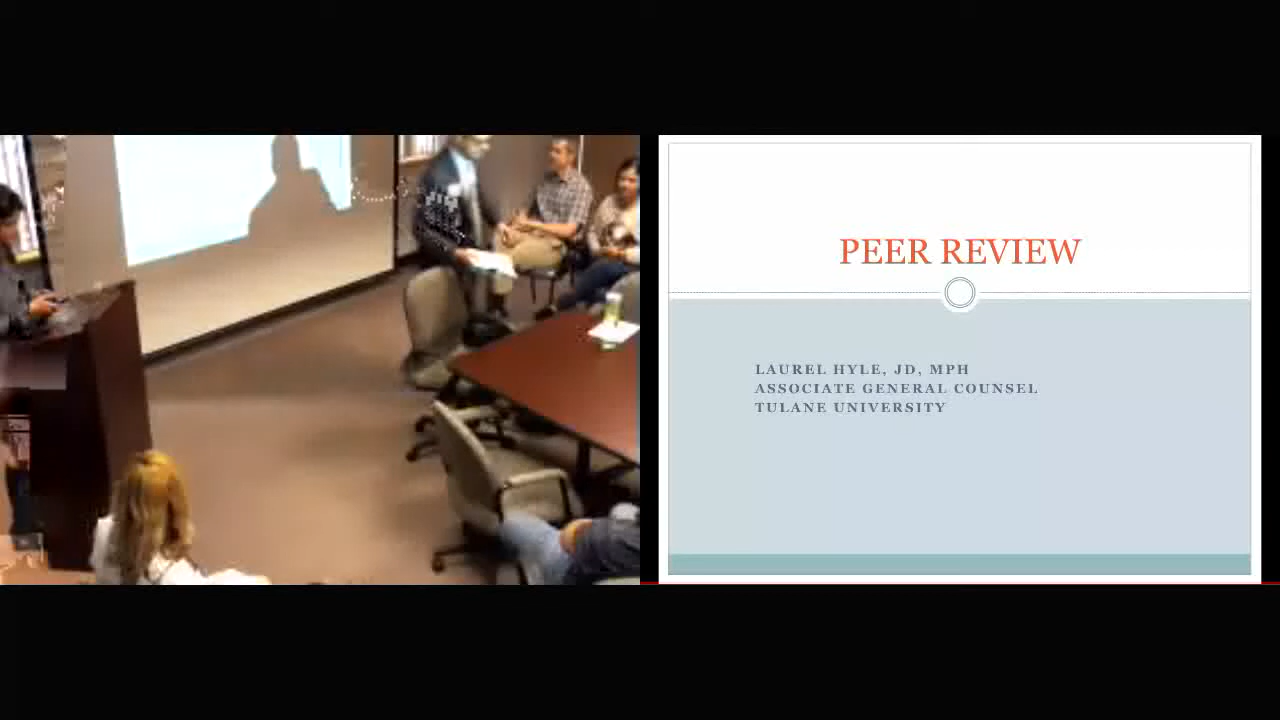 PEER REVIEW
LAUREL HYLE, JD, MPH
ASSOCIATE GENERAL COUNSEL
TULANE UNIVERSITY